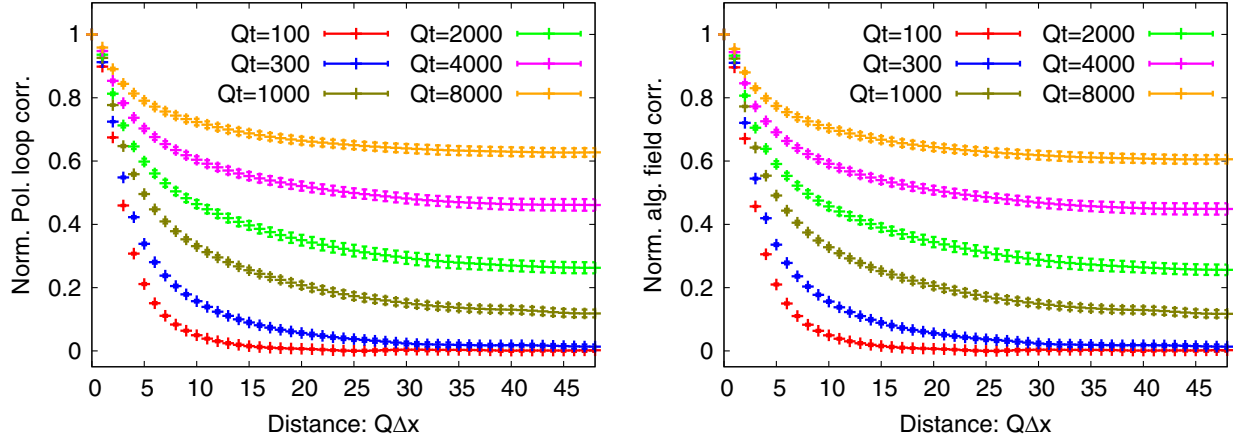 Norm. Pol. loop corr.
Qt=100 Qt=2000
Qt=300 Qt=4000
Qt=1000 Qt=8000
1
0.8
0.6
0.4
0.2
0
0 5 10 15 20 25 30 35 40 45
Distance: QΔx
Norm. alg. field corr.
Qt=100 Qt=2000
Qt=300 Qt=4000
Qt=1000 Qt=8000
1
0.8
0.6
0.4
0.2
0
0 5 10 15 20 25 30 35 40 45
Distance: QΔx